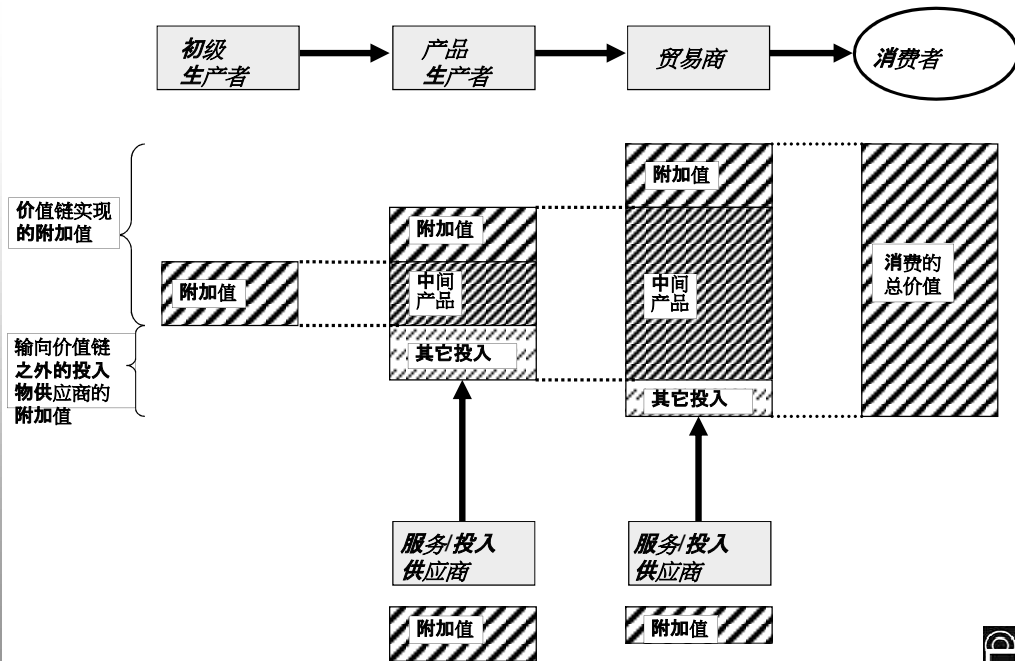 初级
生产者
产品
生产者
贸易商
消费者
附加值
价值链实现
的附加值
附加值
附加值
中间
产品
中间
产品
消费的
总价值
输向价值链
之外的投入
物供应商的
附加值
其它投入
其它投入
服务/投入
供应商
服务/投入
供应商
附加值
附加值